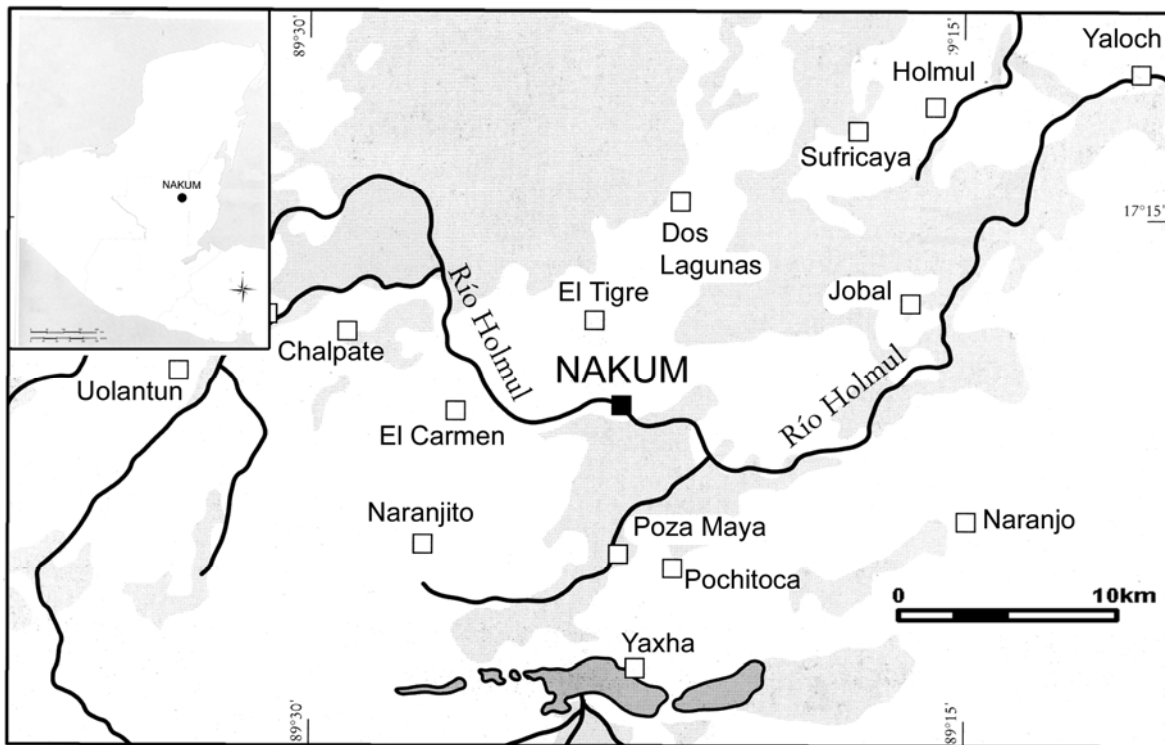 89°30'
9°15'
Yaloch
Holmul
NAKUM
Sufricaya
17°15'
Dos
Lagunas
Río Holmul
El Tigre
Jobal
Chalpate
NAKUM
Uolantun
Río Holmul
El Carmen
Naranjito
Poza Maya
Naranjo
Pochitoca
0
10km
Yaxha
89°30'
89°15'